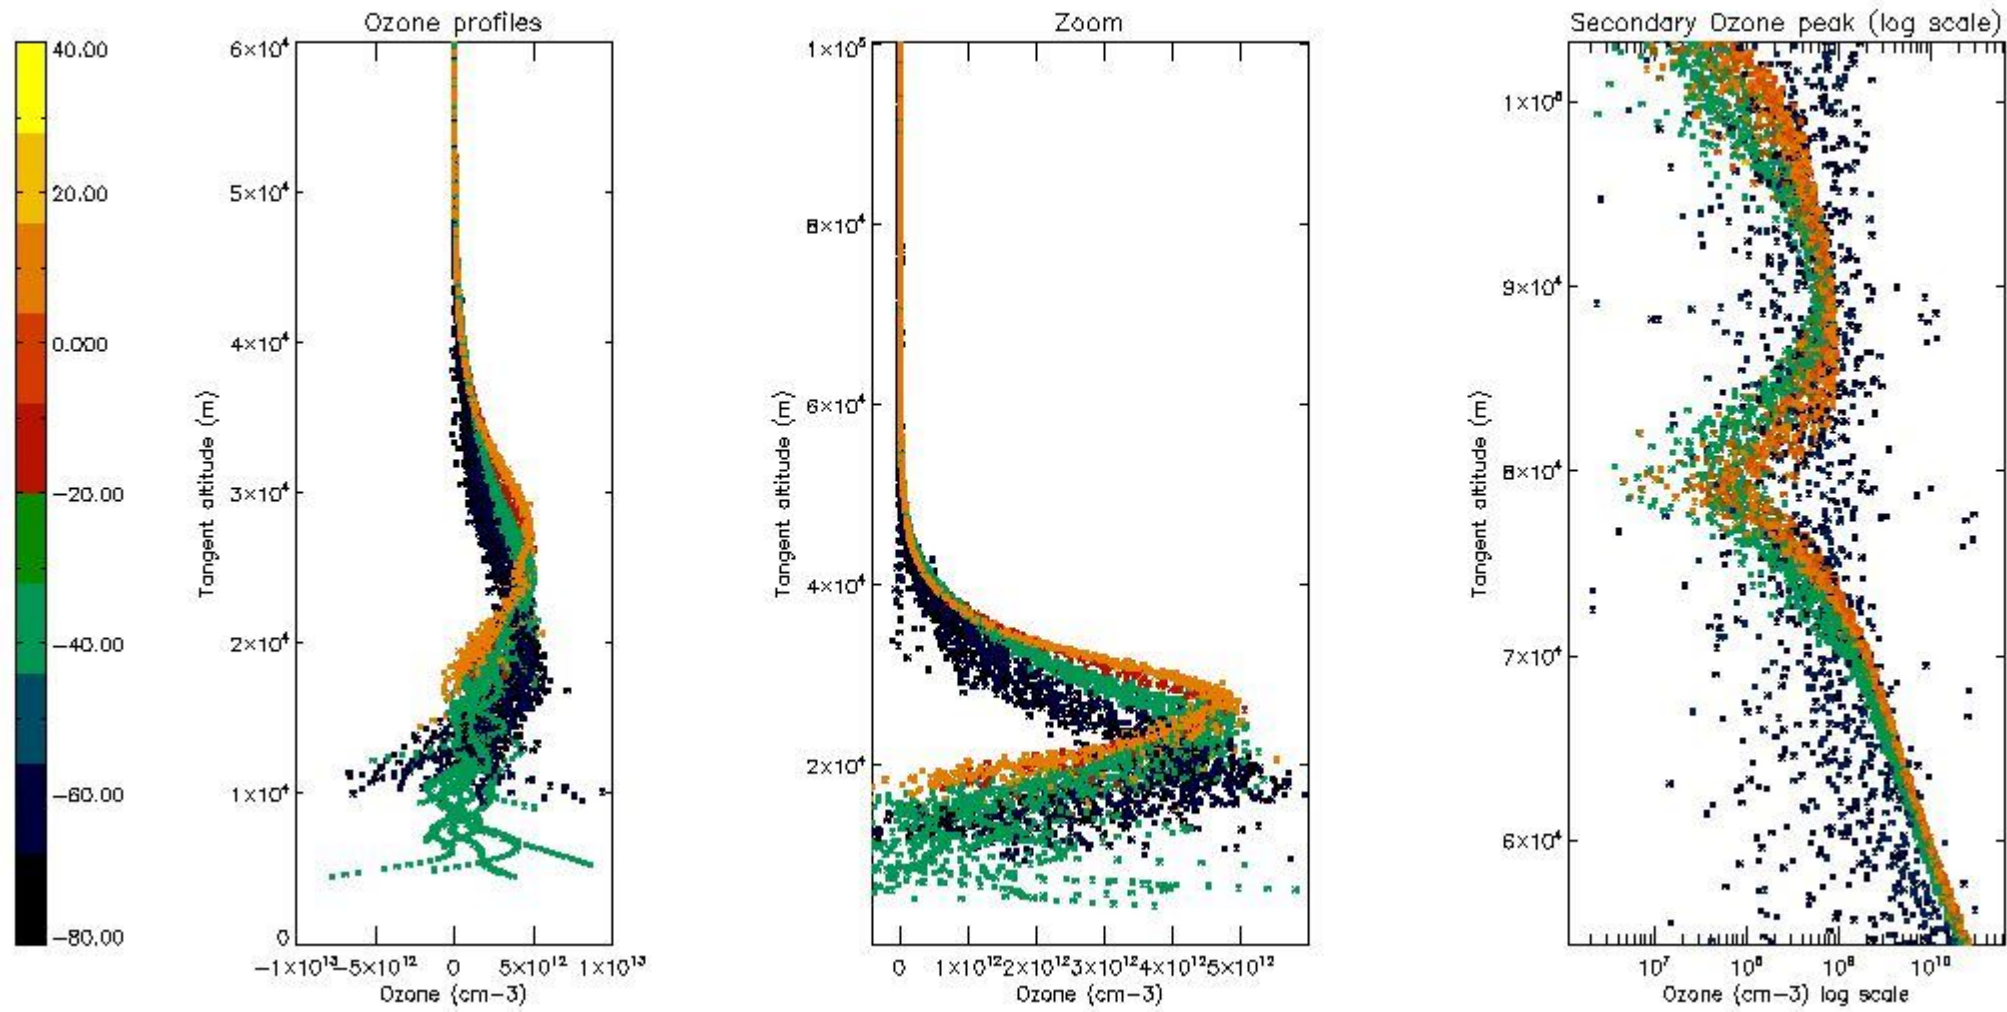 40.00
20.00
0.000
-20.00
-40.00
-60.00
-80.00
Ozone profiles
6×10⁴
5×10⁴
4×10⁴
3×10⁴
2×10⁴
1×10⁴
0
Tangent altitude (m)
-1×10¹³ -5×10¹² 0 5×10¹² 1×10¹³
Ozone (cm-3)
Zoom
1×10⁵
8×10⁴
6×10⁴
4×10⁴
2×10⁴
Tangent altitude (m)
0 1×10¹² 2×10¹² 3×10¹² 4×10¹² 5×10¹²
Ozone (cm-3)
Secondary Ozone peak (log scale)
1×10⁵
9×10⁴
8×10⁴
7×10⁴
6×10⁴
Tangent altitude (m)
10⁷ 10⁸ 10⁹ 10¹⁰
Ozone (cm-3) log scale